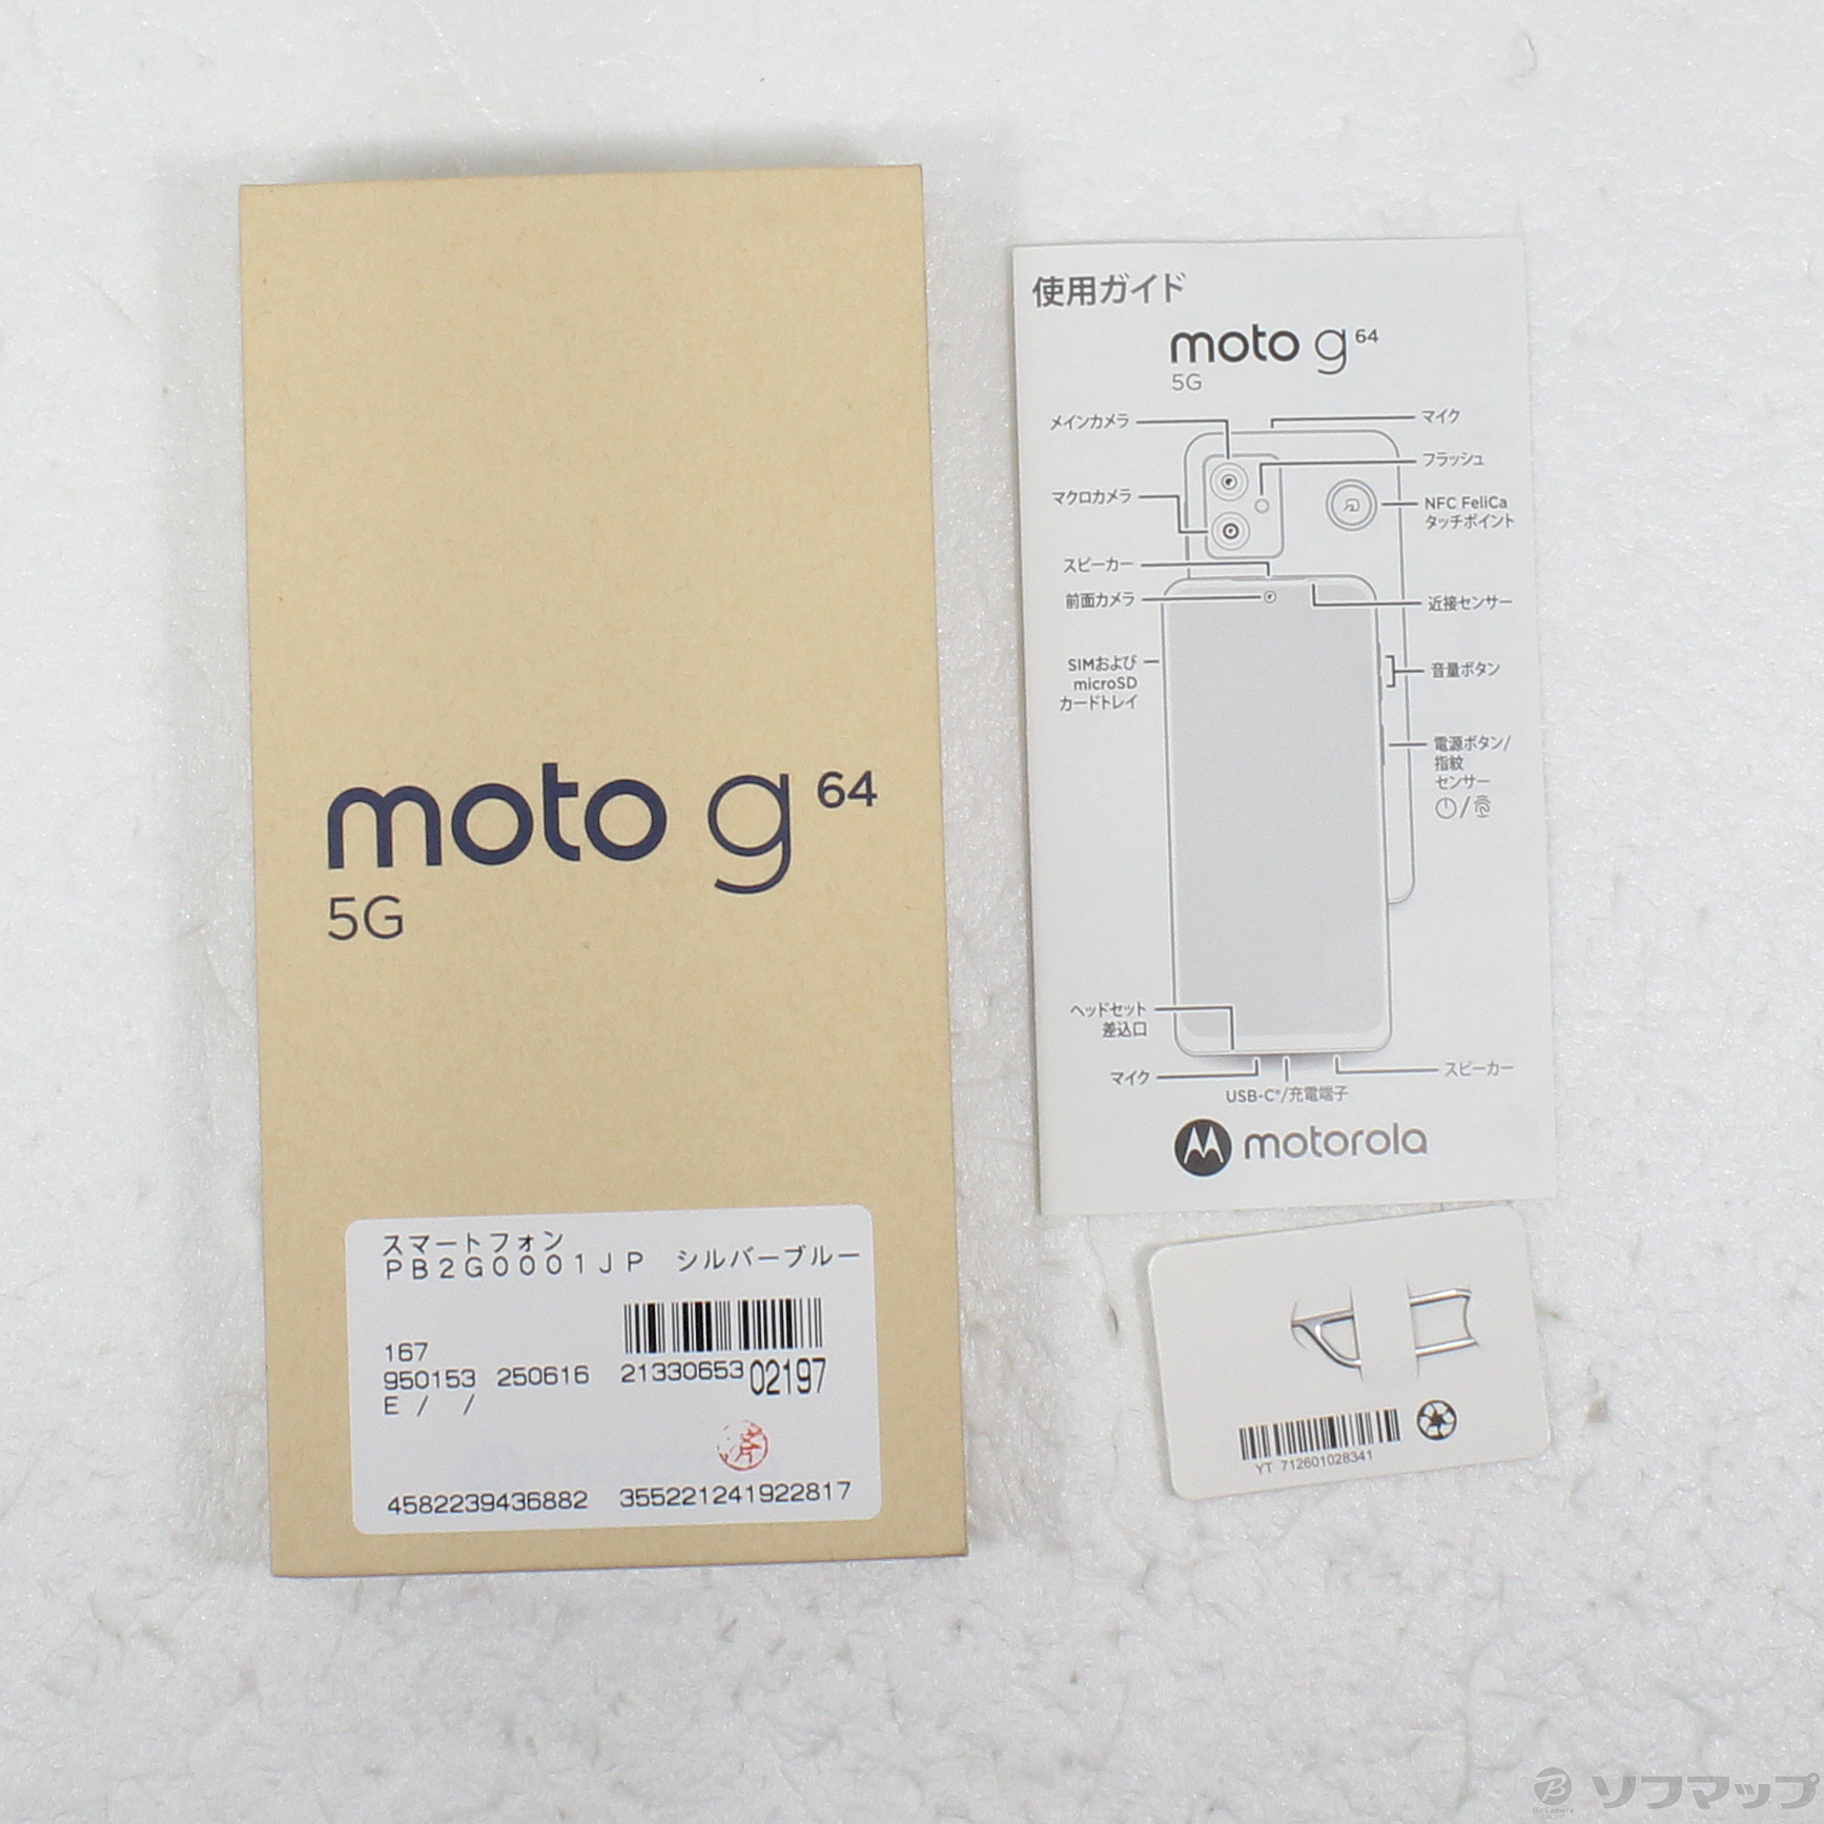 moto g 64
5G
スマートフォン
PB2G0001JP シルバーブルー
167
950153 250616 21330653 02197
E / /
済
4582239436882 355221241922817
使用ガイド
moto g 64
5G
メインカメラ
マイク
フラッシュ
マクロカメラ
NFC FeliCa
タッチポイント
スピーカー
前面カメラ
近接センサー
SIMおよび
microSD
カードトレイ
音量ボタン
電源ボタン/
指紋
センサー
/
ヘッドセット
差込口
マイク
スピーカー
USB-C®/充電端子
motorola
YT 712601028341
B ソフマップ
BicCamera
GROUP